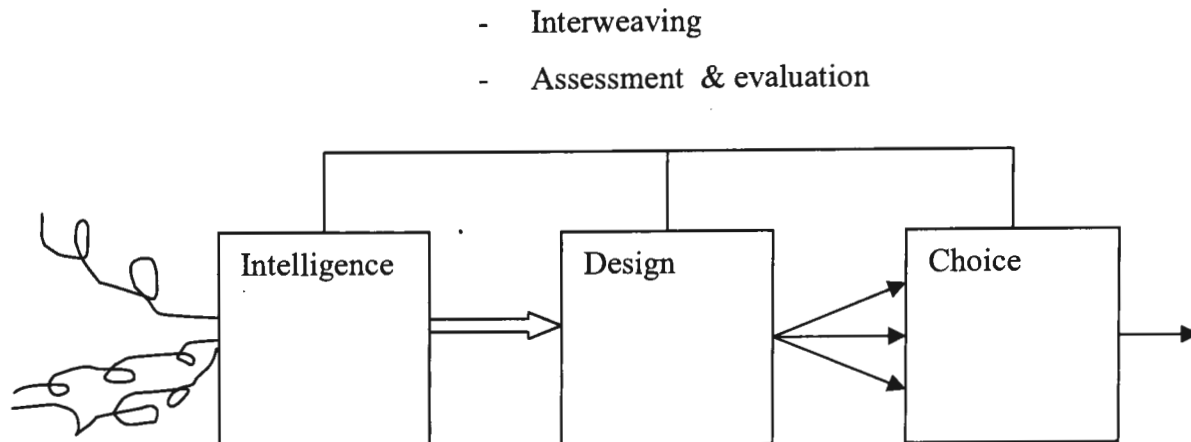 - Interweaving
- Assessment & evaluation
Intelligence
Design
Choice